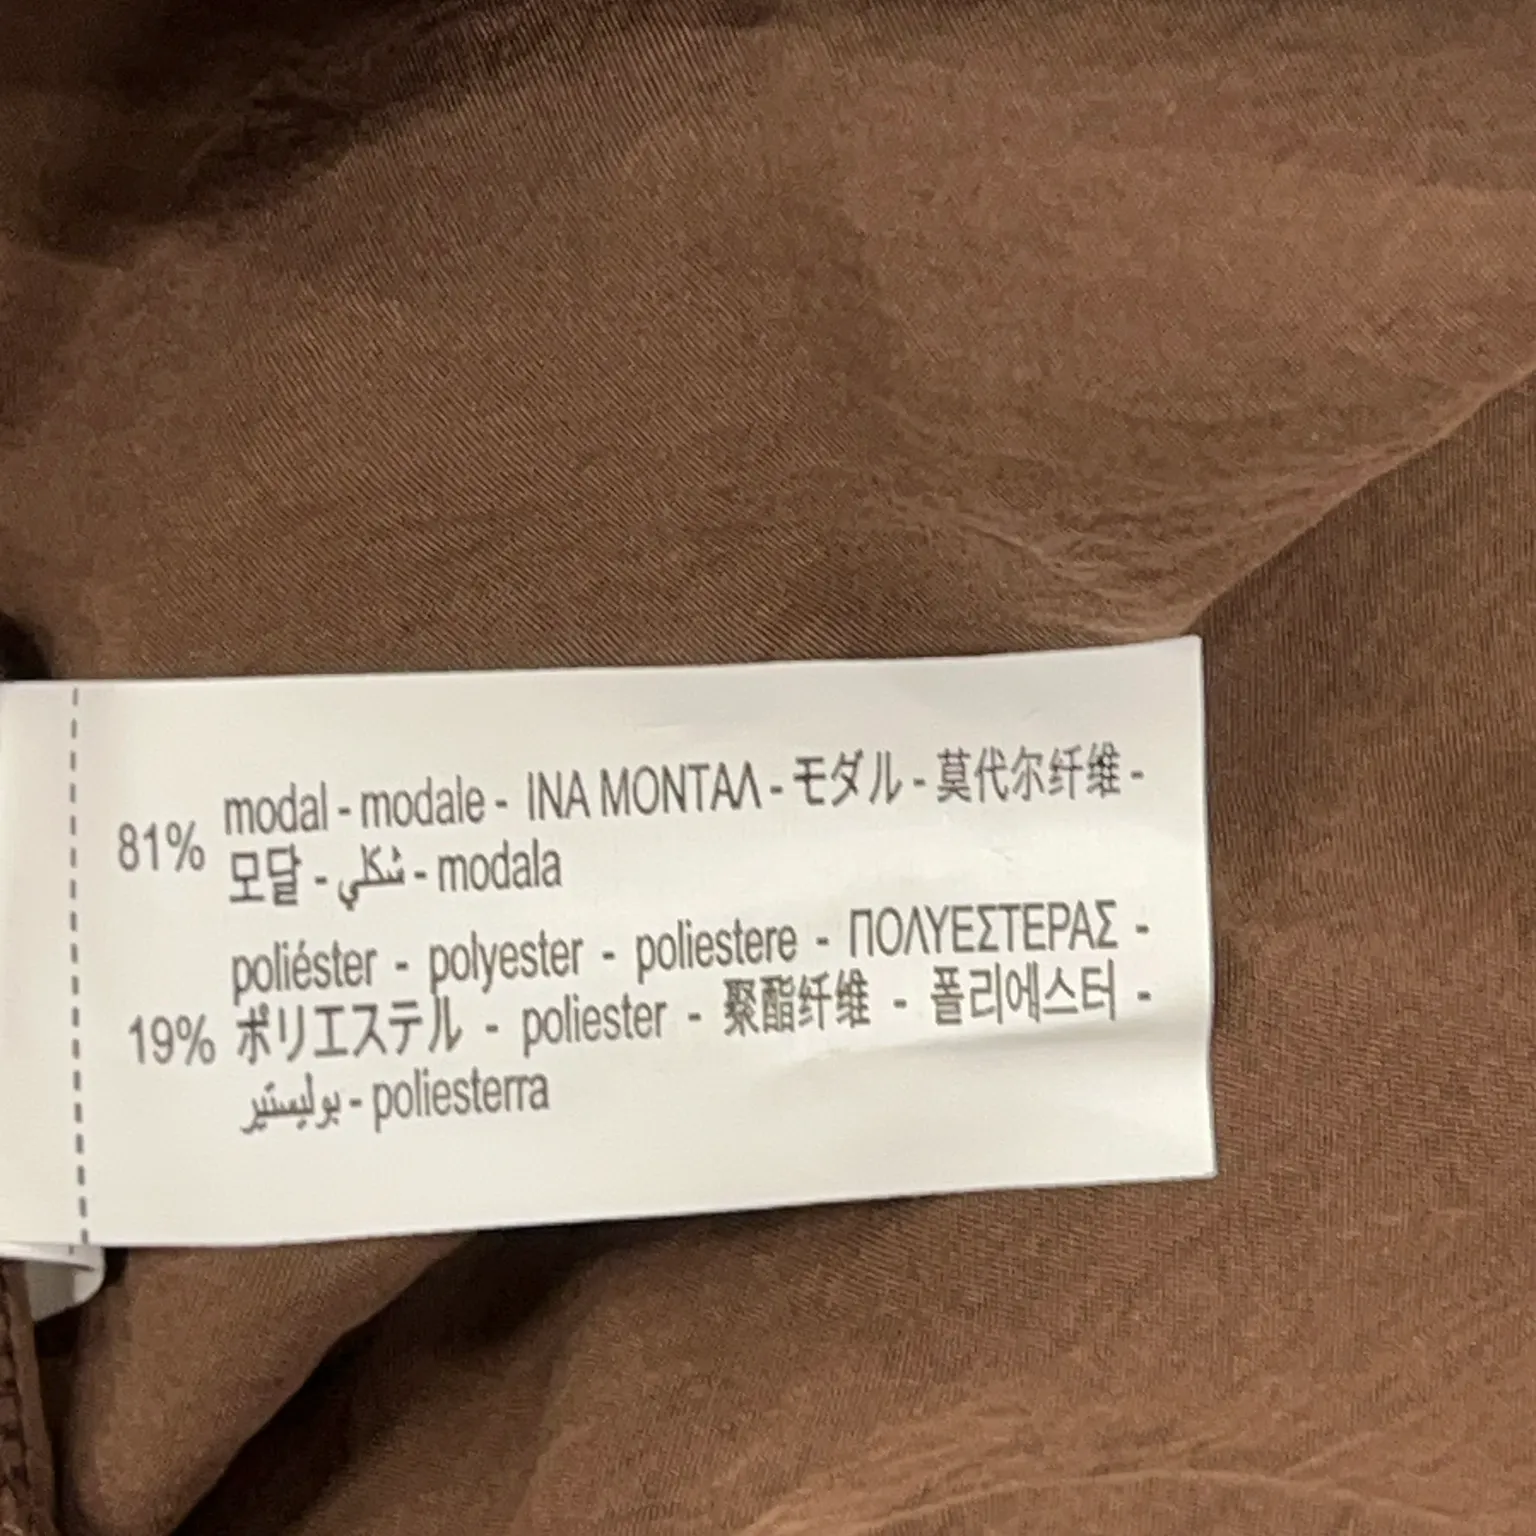 81% modal - modale - ΙΝΑ ΜΟΝΤΑΛ - モダル - 莫代尔纤维 -
모달 - شكلي - modala
poliéster - polyester - poliestere - ΠΟΛΥΕΣΤΕΡΑΣ -
19% ポリエステル - poliester - 聚酯纤维 - 폴리에스터 -
بوليستير - poliesterra